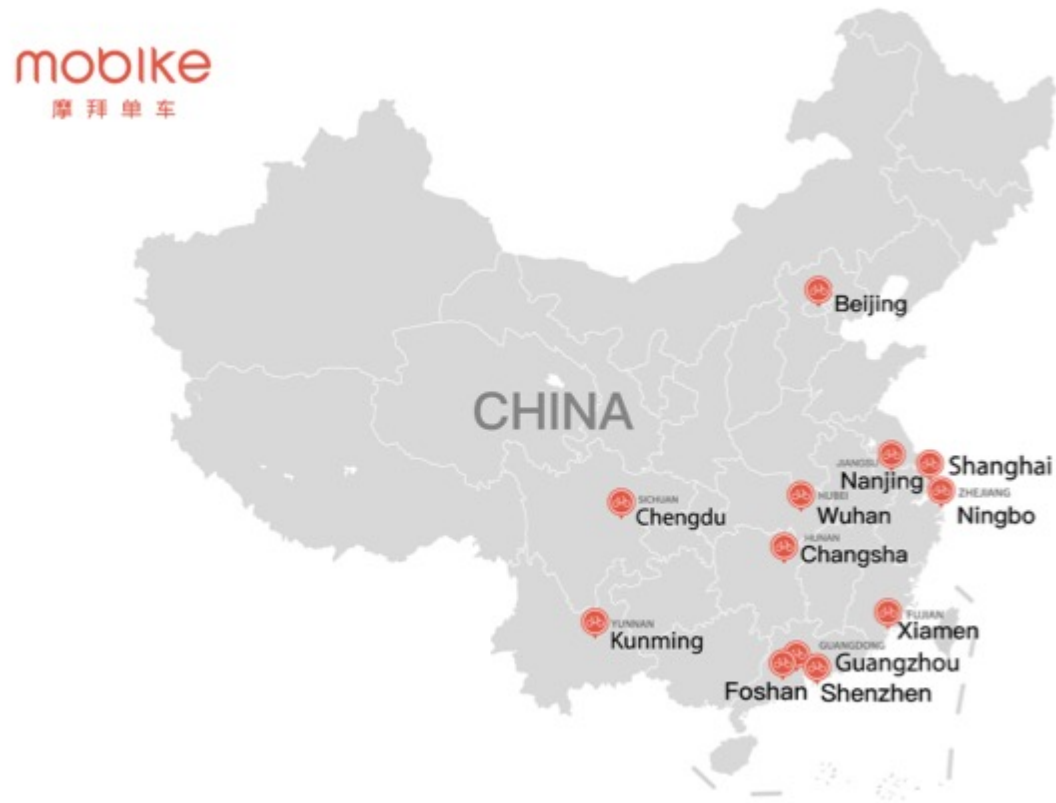 mobike
摩拜单车
Beijing
CHINA
JIANGSU
Nanjing
Shanghai
ZHEJIANG
Ningbo
SICHUAN
Chengdu
HUBEI
Wuhan
HUNAN
Changsha
YUNNAN
Kunming
FUJIAN
Xiamen
GUANGDONG
Guangzhou
Foshan
Shenzhen